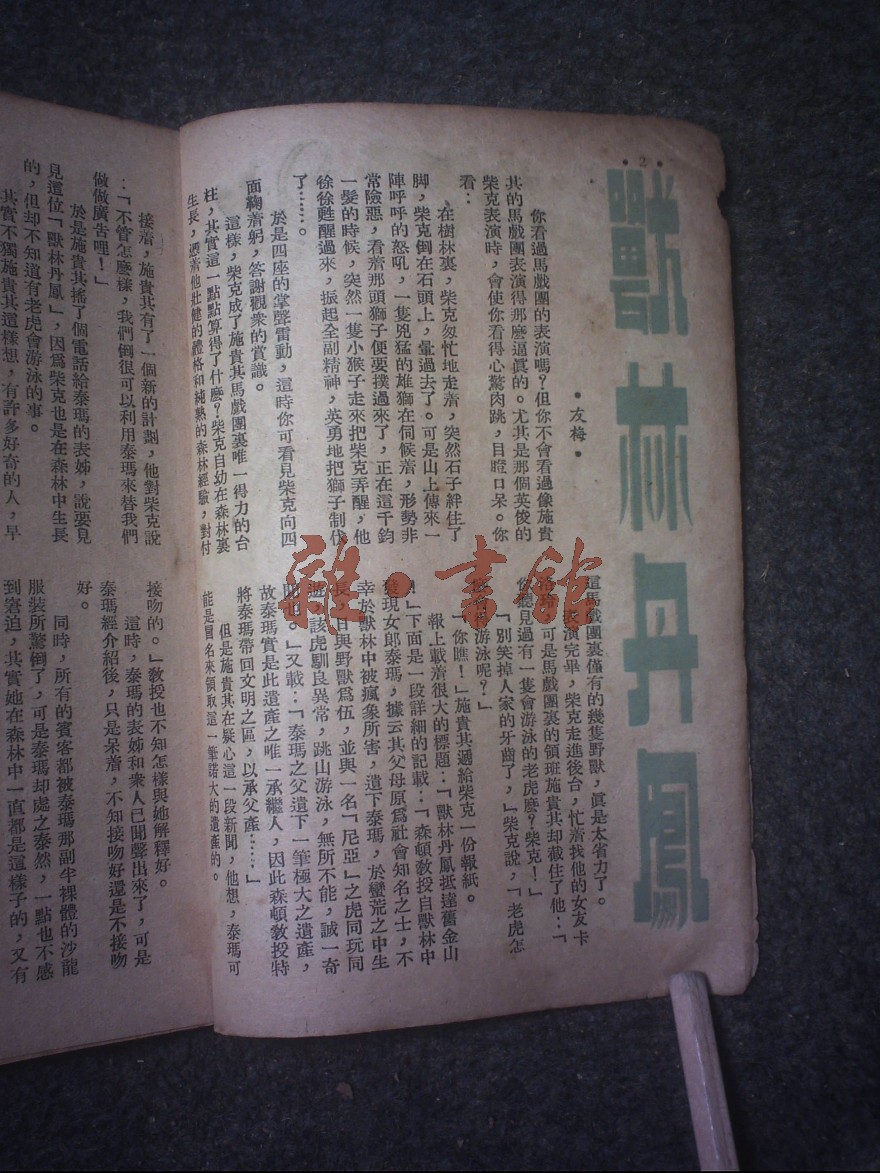 •2•
獸林丹鳳
•友梅•
你看過馬戲團的表演嗎？但你不會看過像施貴
其的馬戲團表演得那麽逼眞的。尤其是那個英俊的
柴克表演時，會使你看得心驚肉跳，目瞪口呆。你
看：
在樹林裏，柴克匆忙地走着，突然石子絆住了
脚，柴克倒在石頭上，暈過去了。可是山上傳來一
陣呼呼的怒吼，一隻兇猛的雄獅在伺候着，形勢非
常險惡，看着那頭獅子便要撲過來了，正在這千鈞
一髮的時候，突然一隻小猴子走來把柴克弄醒，他
徐徐甦醒過來，振起全副精神，英勇地把獅子制伏
了……。
於是四座的掌聲雷動，這時你可看見柴克向四
面鞠着躬，答謝觀衆的賞識。
這樣，柴克成了施貴其馬戲團裏唯一得力的台
柱，其實這一點點算得了什麽？柴克自幼在森林裏
生長，憑着他壯健的體格和純熟的森林經驗，對付
這馬戲團裏僅有的幾隻野獸，眞是太省力了。
表演完畢，柴克走進後台，忙着找他的女友卡
可是馬戲團裏的領班施貴其却截住了他：「
你聽見過有一隻會游泳的老虎麽？柴克！」
「別笑掉人家的牙齒了，」柴克說，「老虎怎
游泳呢？」
「你瞧！」施貴其遞給柴克一份報紙。
報上載着很大的標題：「獸林丹鳳抵達舊金山
！」下面是一段詳細的記載：「森頓敎授自獸林中
發現女郎泰瑪，據云其父母原爲社會知名之士，不
幸於獸林中被瘋象所害，遺下泰瑪，於蠻荒之中生
長，日與野獸爲伍，並與一名「尼亞」之虎同玩同
遊，該虎馴良異常，跳山游泳，無所不能，誠一奇
聞也。」又載：「泰瑪之父遺下一筆極大之遺產，
故泰瑪實是此遺產之唯一承繼人，因此森頓敎授特
將泰瑪帶回文明之區，以承父產……」
但是施貴其在疑心這一段新聞，他想，泰瑪可
能是冒名來領取這一筆諾大的遺產的。
接着，施貴其有了一個新的計劃，他對柴克說
：「不管怎麽樣，我們倒很可以利用泰瑪來替我們
做做廣告哩！」
於是施貴其搖了個電話給泰瑪的表姊，說要見
見這位「獸林丹鳳」，因爲柴克也是在森林中生長
的，但却不知道有老虎會游泳的事。
其實不獨施貴其這樣想，有許多好奇的人，早
接吻的。」敎授也不知怎樣與她解釋好。
這時，泰瑪的表姊和衆人已聞聲出來了，可是
泰瑪經介紹後，只是呆着，不知接吻好還是不接吻
好。
同時，所有的賓客都被泰瑪那副半裸體的沙龍
服裝所驚倒了，可是泰瑪却處之泰然，一點也不感
到窘迫，其實她在森林中一直都是這樣子的，又有
雜·書館